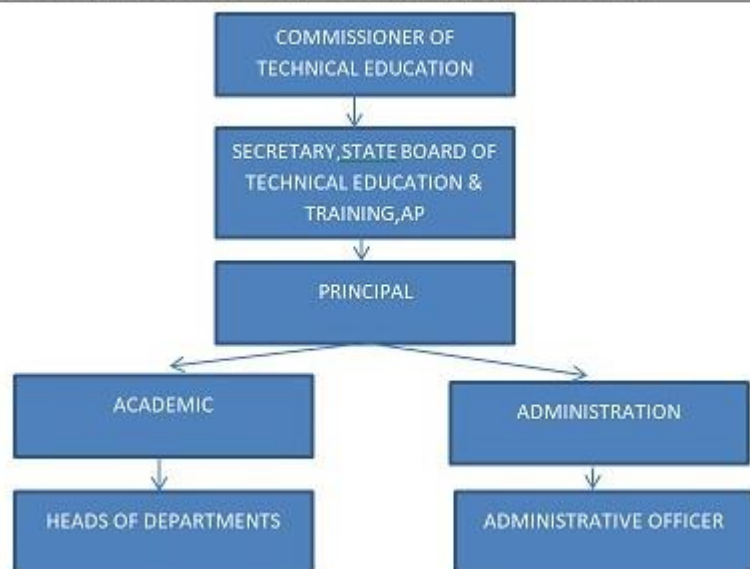 COMMISSIONER OF
TECHNICAL EDUCATION
SECRETARY,STATE BOARD OF
TECHNICAL EDUCATION &
TRAINING,AP
PRINCIPAL
ACADEMIC
ADMINISTRATION
HEADS OF DEPARTMENTS
ADMINISTRATIVE OFFICER